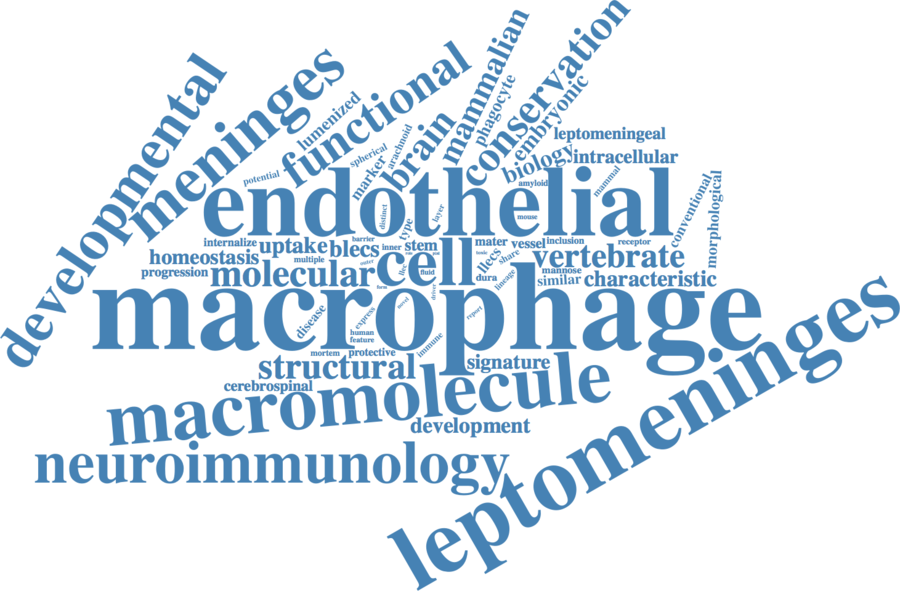 developmental
meninges
lumenized
functional
potential
spherical
arachnoid
marker
brain
mammalian
phagocyte
conservation
embryonic
biology
leptomeningeal
intracellular
amyloid
mammal
conventional
morphological
endothelial
distinct
type
layer
mouse
internalize
uptake
barrier
blecs
inner
stem
mater
vessel
inclusion
receptor
homeostasis
multiple
outer
cell
tonic
llecs
share
vertebrate
progression
molecular
fluid
dura
lineage
mannose
similar
characteristic
macrophage
disease
express
form
novel
driver
report
human
feature
immune
mortem
protective
structural
signature
cerebrospinal
macromolecule
development
neuroimmunology
leptomeninges